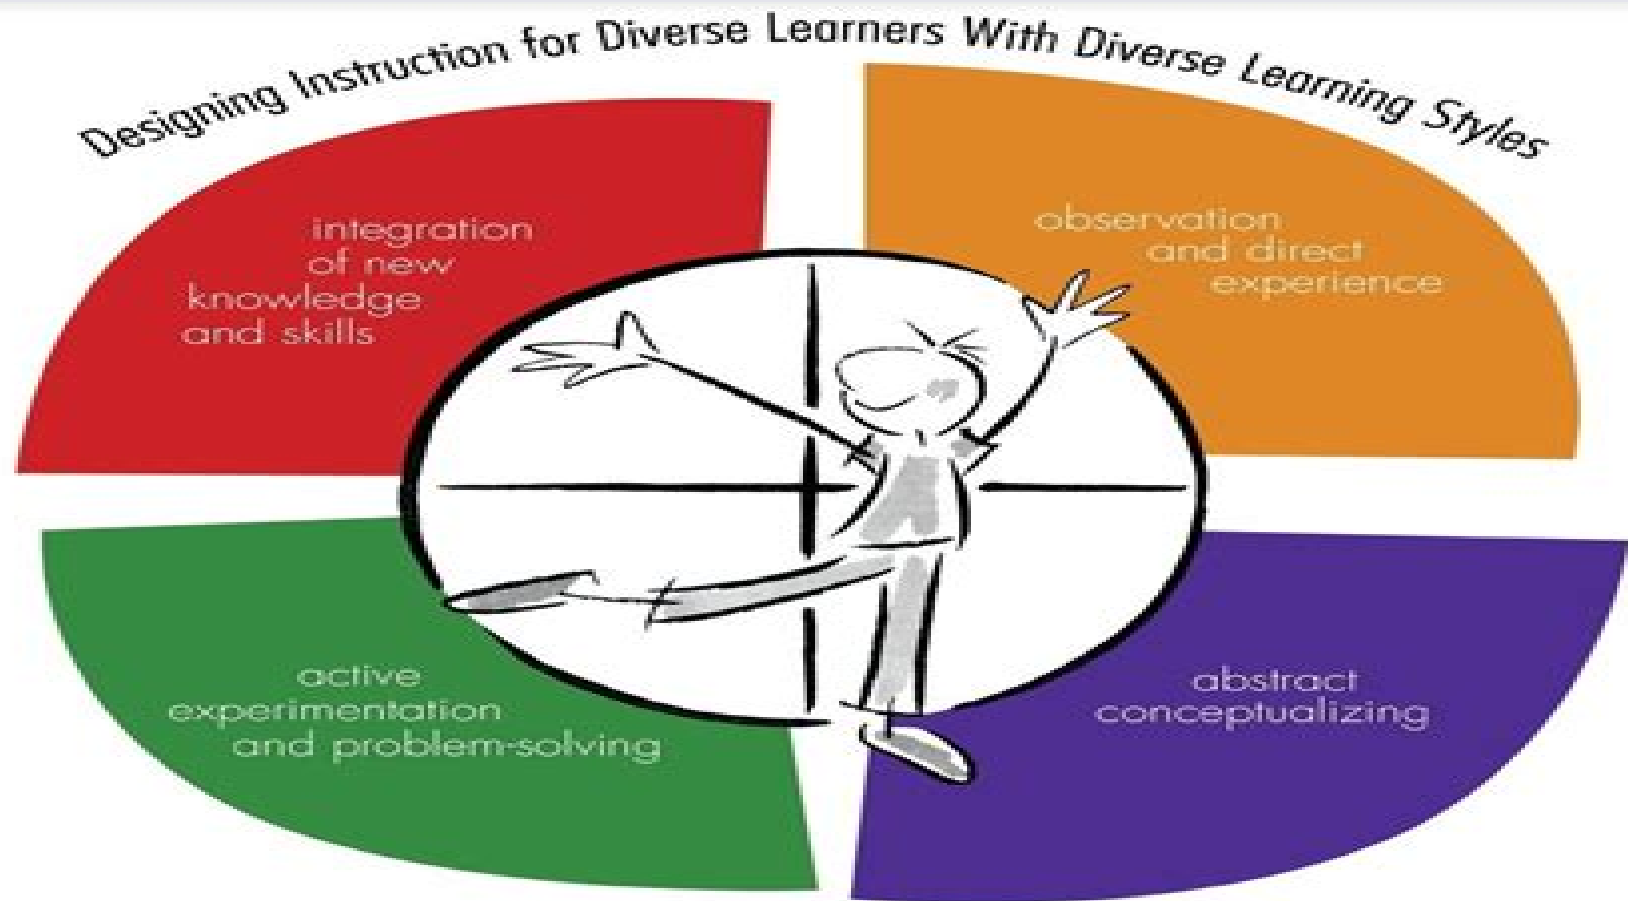 Designing Instruction for Diverse Learners With Diverse Learning Styles
integration
of new
knowledge
and skills
observation
and direct
experience
active
experimentation
and problem-solving
abstract
conceptualizing